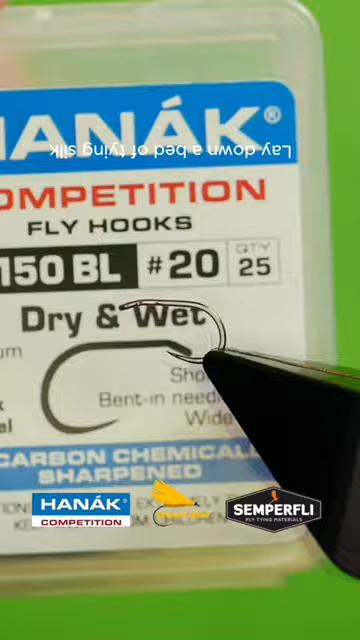 HANÁK®
Lay down a bed of tying silk
COMPETITION
FLY HOOKS
150 BL #20 QTY 25
Dry & Wet
Bent-in
Wide
CARBON CHEMICAL
SHARPENED
HANÁK®
COMPETITION
SEMPERFLI
FLY TYING MATERIALS